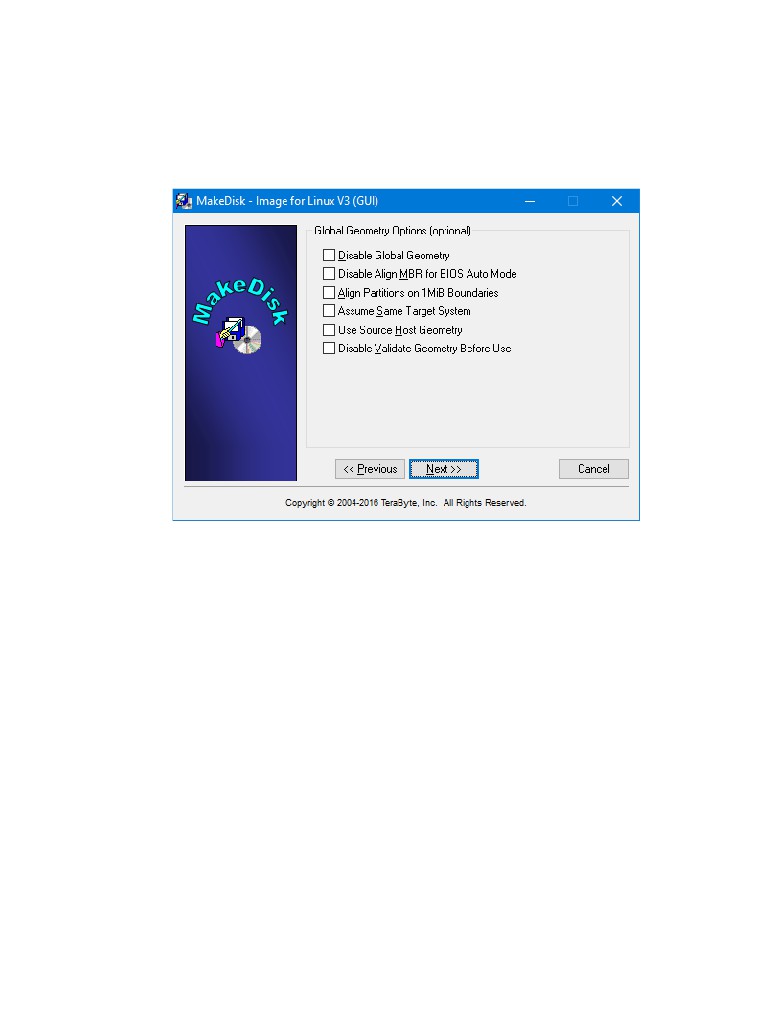 MakeDisk - Image for Linux V3 (GUI)
MakeDisk
Global Geometry Options (optional)
Disable Global Geometry
Disable Align MBR for BIOS Auto Mode
Align Partitions on 1MiB Boundaries
Assume Same Target System
Use Source Host Geometry
Disable Validate Geometry Before Use
<< Previous
Next >>
Cancel
Copyright © 2004-2016 TeraByte, Inc. All Rights Reserved.